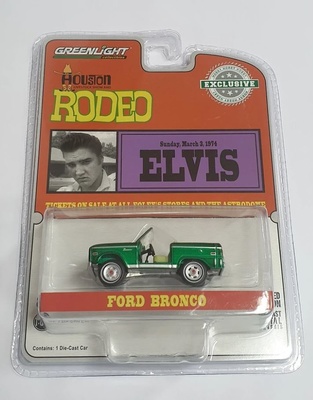 GREENLIGHT
HOUSTON
RODEO
EXCLUSIVE
Sunday, March 3, 1974
ELVIS
TICKETS ON SALE AT ALL FOLEY'S STORES AND THE ASTRODOME
FORD BRONCO
Contains: 1 Die-Cast Car